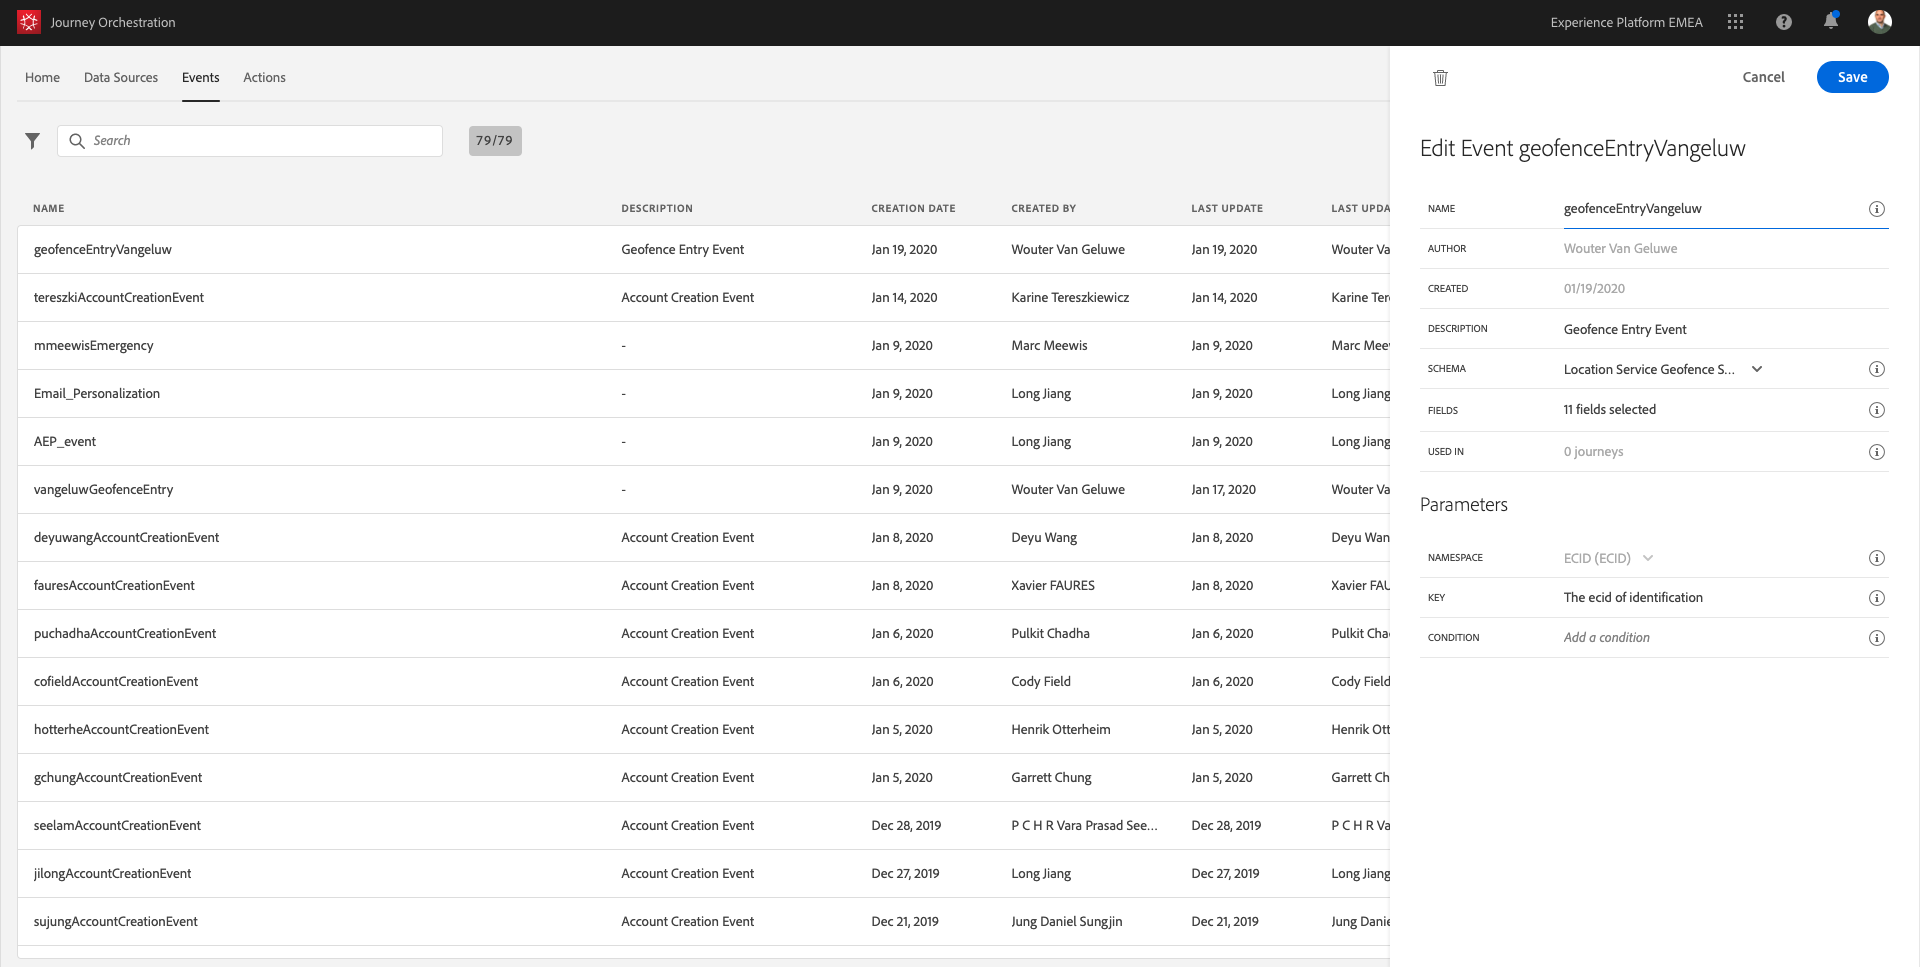 Journey Orchestration
Experience Platform EMEA
Home Data Sources Events Actions
Search
79/79
NAME DESCRIPTION CREATION DATE CREATED BY LAST UPDATE LAST UPDA
geofenceEntryVangeluw Geofence Entry Event Jan 19, 2020 Wouter Van Geluwe Jan 19, 2020 Wouter Va
tereszkiAccountCreationEvent Account Creation Event Jan 14, 2020 Karine Tereszkiewicz Jan 14, 2020 Karine Ter
mmeewisEmergency - Jan 9, 2020 Marc Meewis Jan 9, 2020 Marc Mee
Email_Personalization - Jan 9, 2020 Long Jiang Jan 9, 2020 Long Jiang
AEP_event - Jan 9, 2020 Long Jiang Jan 9, 2020 Long Jiang
vangeluwGeofenceEntry - Jan 9, 2020 Wouter Van Geluwe Jan 17, 2020 Wouter Va
deyuwangAccountCreationEvent Account Creation Event Jan 8, 2020 Deyu Wang Jan 8, 2020 Deyu Wan
fauresAccountCreationEvent Account Creation Event Jan 8, 2020 Xavier FAURES Jan 8, 2020 Xavier FAU
puchadhaAccountCreationEvent Account Creation Event Jan 6, 2020 Pulkit Chadha Jan 6, 2020 Pulkit Cha
cofieldAccountCreationEvent Account Creation Event Jan 6, 2020 Cody Field Jan 6, 2020 Cody Field
hotterheAccountCreationEvent Account Creation Event Jan 5, 2020 Henrik Otterheim Jan 5, 2020 Henrik Ott
gchungAccountCreationEvent Account Creation Event Jan 5, 2020 Garrett Chung Jan 5, 2020 Garrett Ch
seelamAccountCreationEvent Account Creation Event Dec 28, 2019 P C H R Vara Prasad See... Dec 28, 2019 P C H R Va
jilongAccountCreationEvent Account Creation Event Dec 27, 2019 Long Jiang Dec 27, 2019 Long Jiang
sujungAccountCreationEvent Account Creation Event Dec 21, 2019 Jung Daniel Sungjin Dec 21, 2019 Jung Danie
Cancel Save
Edit Event geofenceEntryVangeluw
NAME geofenceEntryVangeluw
AUTHOR Wouter Van Geluwe
CREATED 01/19/2020
DESCRIPTION Geofence Entry Event
SCHEMA Location Service Geofence S...
FIELDS 11 fields selected
USED IN 0 journeys
Parameters
NAMESPACE ECID (ECID)
KEY The ecid of identification
CONDITION Add a condition